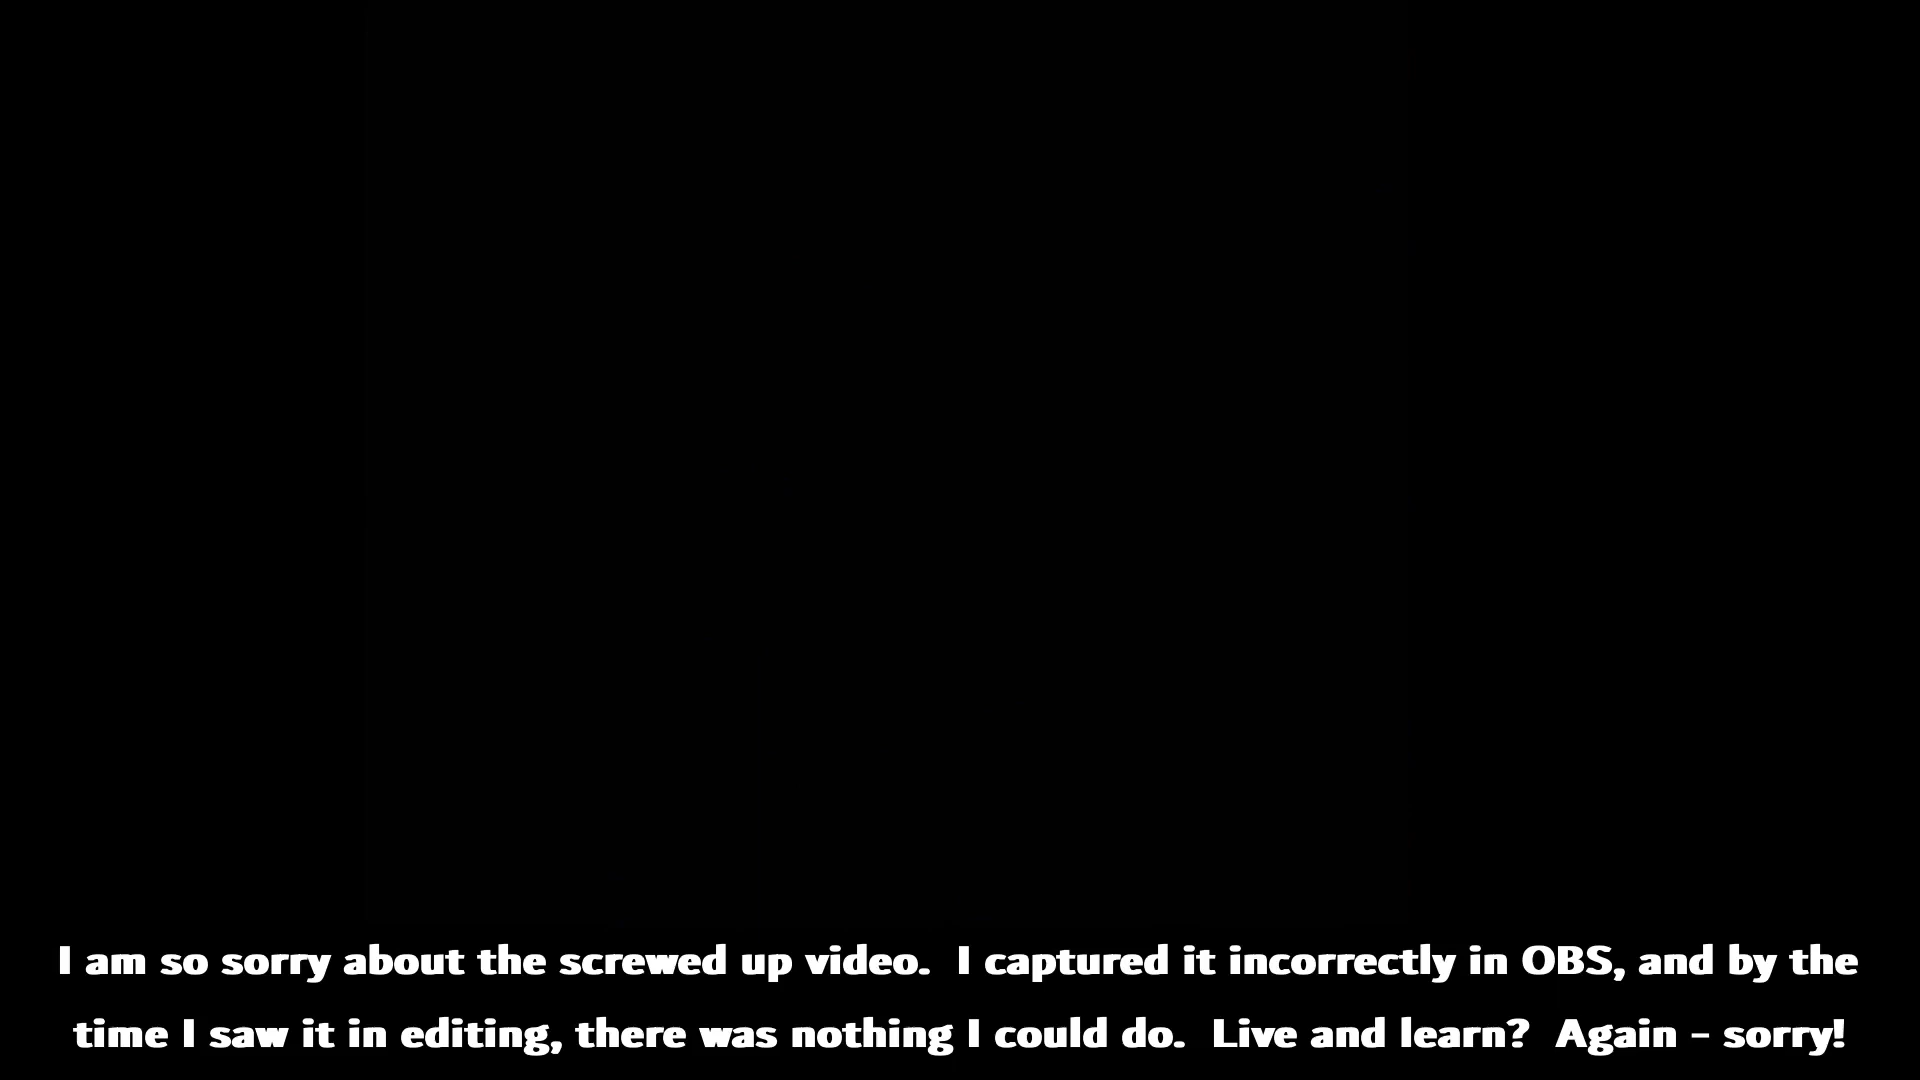 I am so sorry about the screwed up video.  I captured it incorrectly in OBS, and by the
time I saw it in editing, there was nothing I could do.  Live and learn?  Again - sorry!